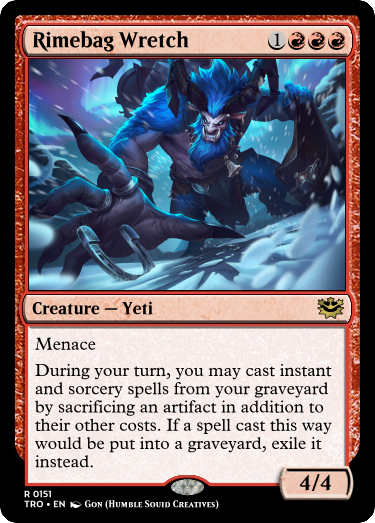 Rimebag Wretch 1
Creature — Yeti
Menace
During your turn, you may cast instant
and sorcery spells from your graveyard
by sacrificing an artifact in addition to
their other costs. If a spell cast this way
would be put into a graveyard, exile it
instead.
4/4
R 0151
TRO • EN Gon (Humble Squid Creatives)